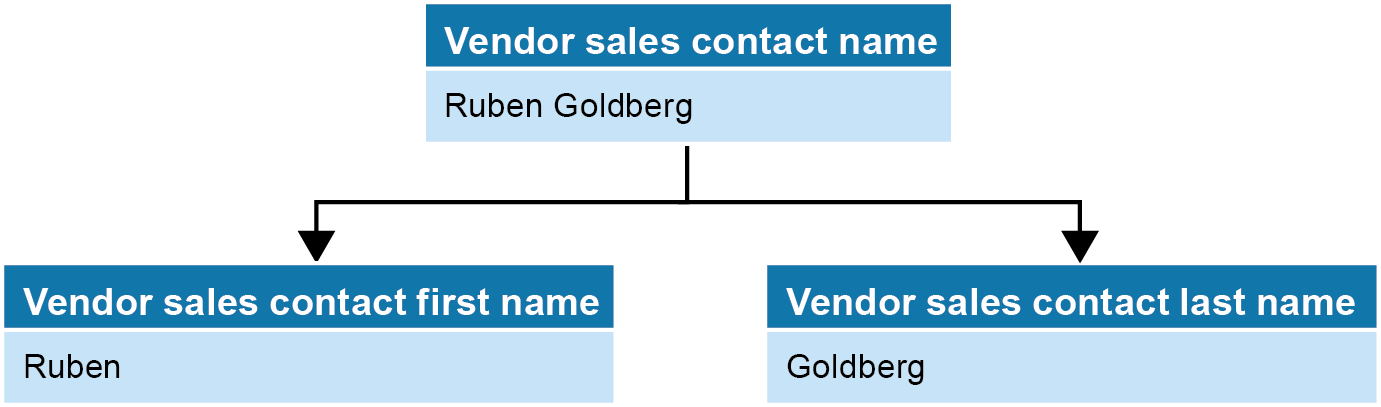 Vendor sales contact name
Ruben Goldberg
Vendor sales contact first name
Ruben
Vendor sales contact last name
Goldberg